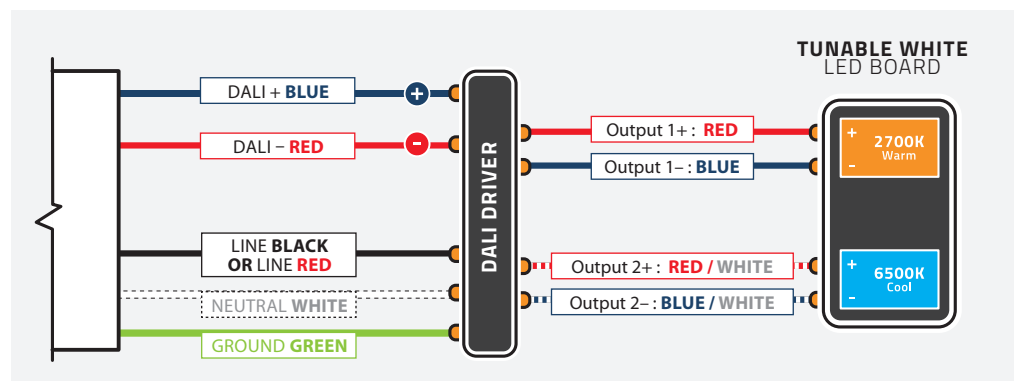 TUNABLE WHITE
LED BOARD
DALI + BLUE
+
DALI – RED
-
LINE BLACK
OR LINE RED
NEUTRAL WHITE
GROUND GREEN
DALI DRIVER
Output 1+ : RED
Output 1– : BLUE
Output 2+ : RED / WHITE
Output 2– : BLUE / WHITE
+
2700K
Warm
-
+
6500K
Cool
-